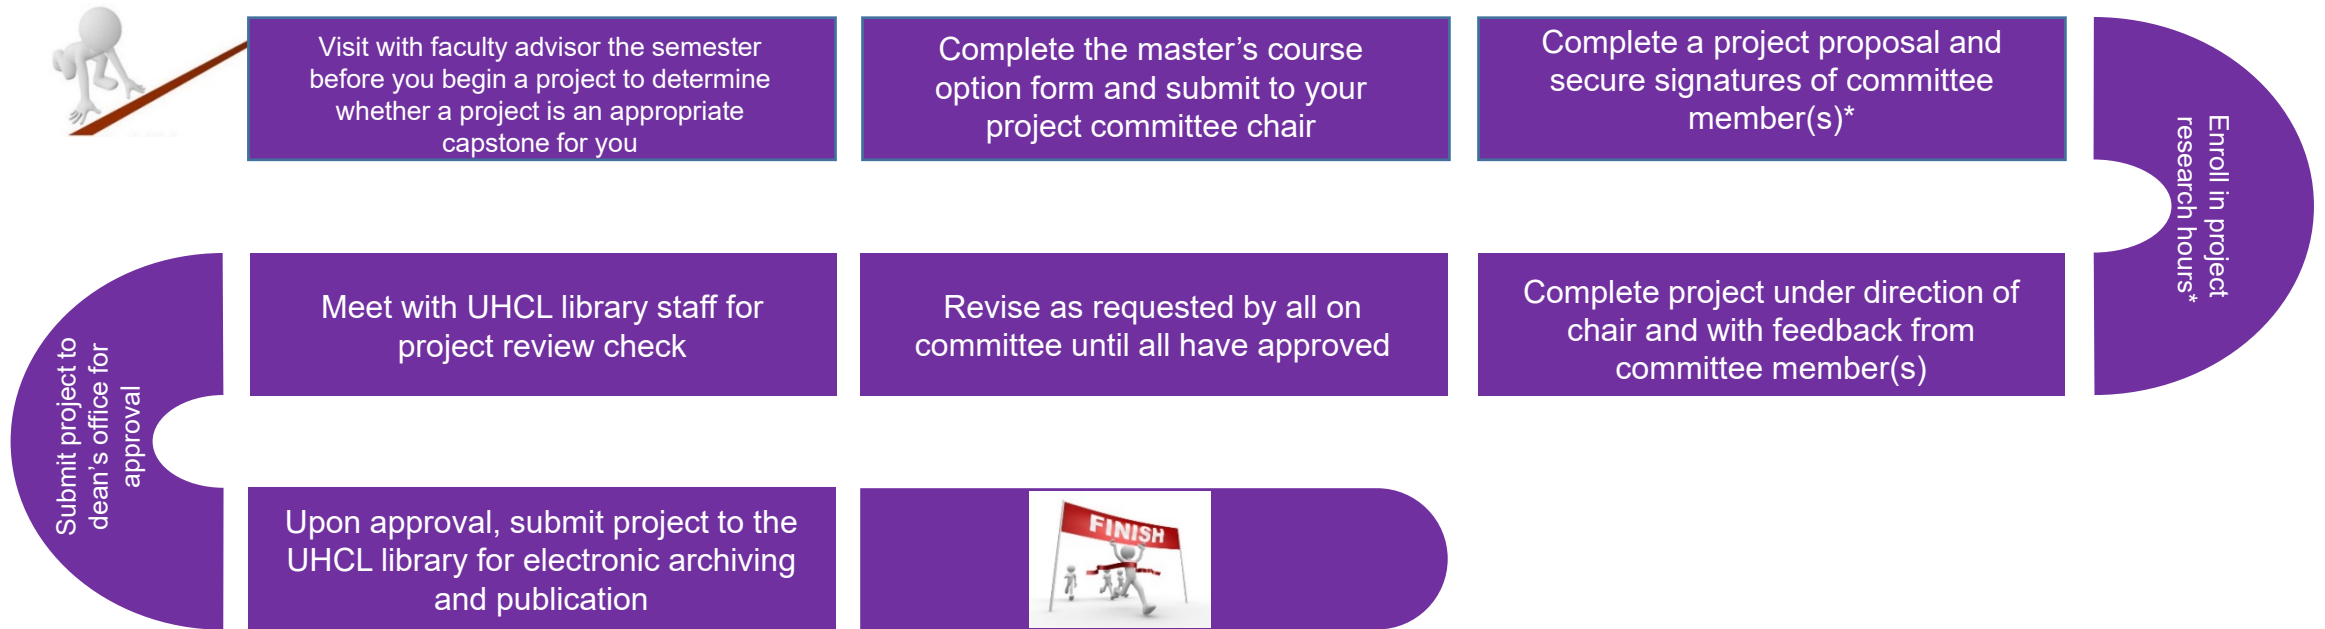 Visit with faculty advisor the semester
before you begin a project to determine
whether a project is an appropriate
capstone for you
Complete the master’s course
option form and submit to your
project committee chair
Complete a project proposal and
secure signatures of committee
member(s)*
Enroll in project
research hours*
Complete project under direction of
chair and with feedback from
committee member(s)
Revise as requested by all on
committee until all have approved
Meet with UHCL library staff for
project review check
Submit project to
dean’s office for
approval
Upon approval, submit project to the
UHCL library for electronic archiving
and publication
FINISH